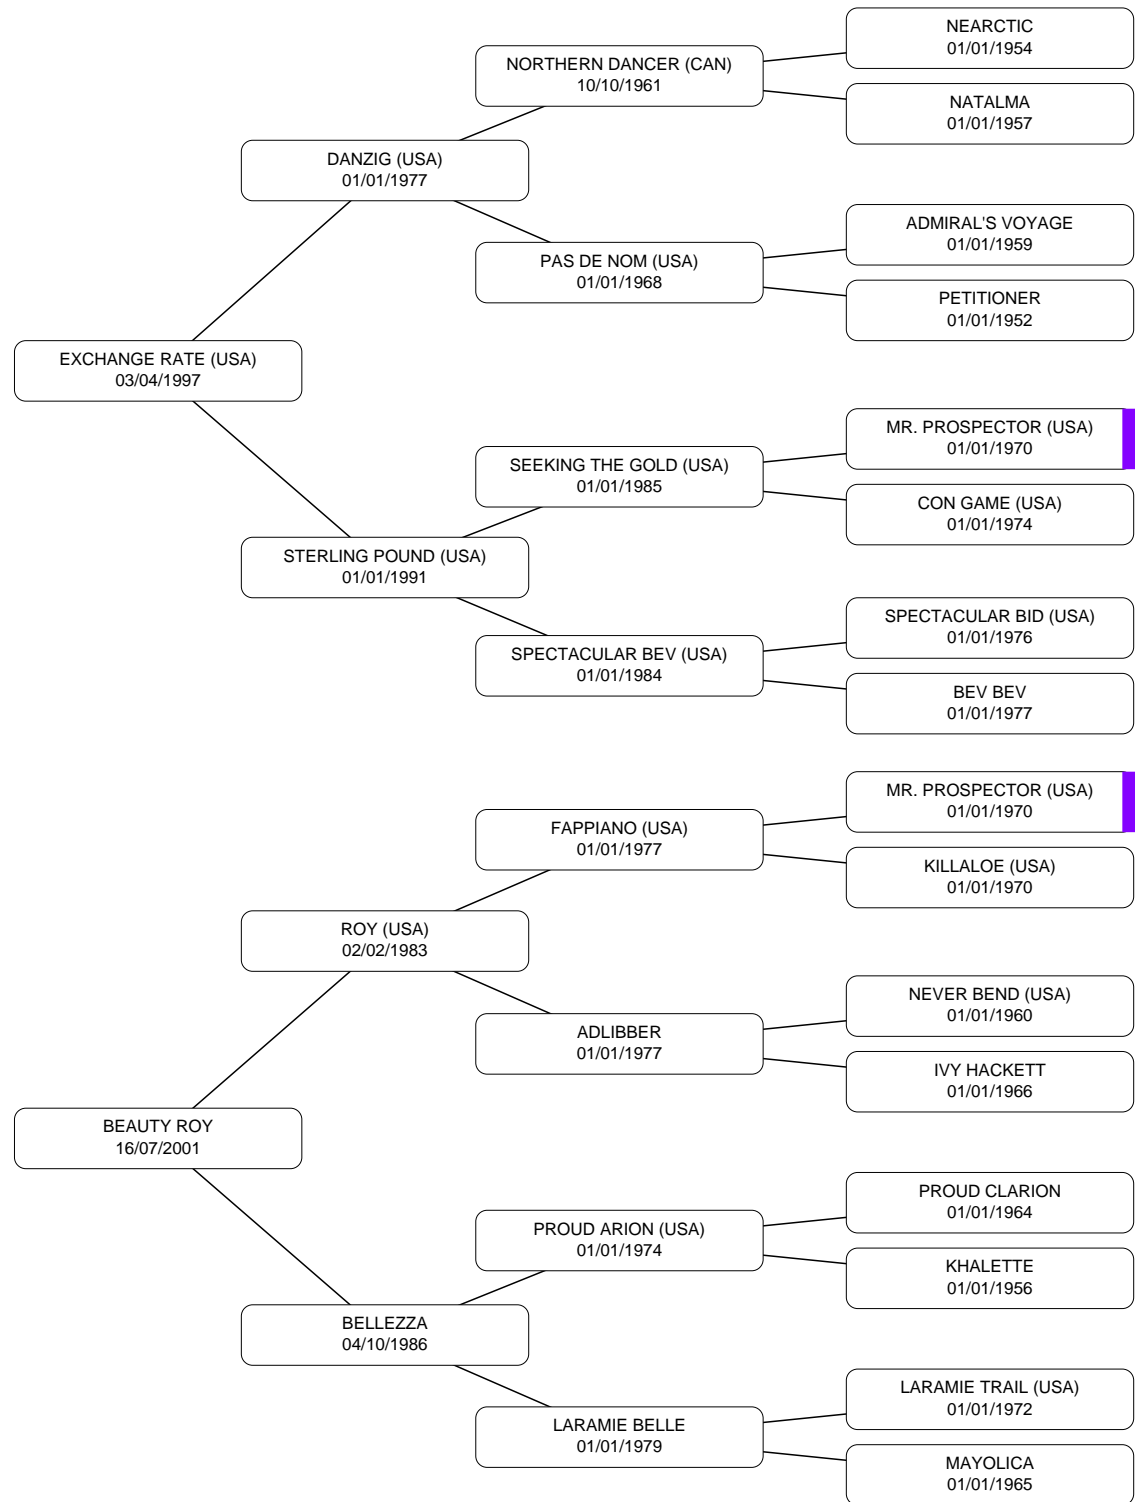 NEARCTIC
01/01/1954
NORTHERN DANCER (CAN)
10/10/1961
NATALMA
01/01/1957
DANZIG (USA)
01/01/1977
ADMIRAL'S VOYAGE
01/01/1959
PAS DE NOM (USA)
01/01/1968
PETITIONER
01/01/1952
EXCHANGE RATE (USA)
03/04/1997
MR. PROSPECTOR (USA)
01/01/1970
SEEKING THE GOLD (USA)
01/01/1985
CON GAME (USA)
01/01/1974
STERLING POUND (USA)
01/01/1991
SPECTACULAR BID (USA)
01/01/1976
SPECTACULAR BEV (USA)
01/01/1984
BEV BEV
01/01/1977
MR. PROSPECTOR (USA)
01/01/1970
FAPPIANO (USA)
01/01/1977
KILLALOE (USA)
01/01/1970
ROY (USA)
02/02/1983
NEVER BEND (USA)
01/01/1960
ADLIBBER
01/01/1977
IVY HACKETT
01/01/1966
BEAUTY ROY
16/07/2001
PROUD CLARION
01/01/1964
PROUD ARION (USA)
01/01/1974
KHALETTE
01/01/1956
BELLEZZA
04/10/1986
LARAMIE TRAIL (USA)
01/01/1972
LARAMIE BELLE
01/01/1979
MAYOLICA
01/01/1965